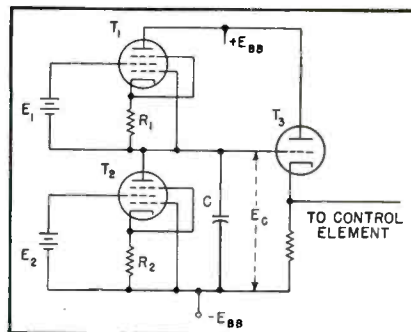 T1
+EBB
T3
E1
R1
T2
C
EC
TO CONTROL
ELEMENT
E2
R2
-EBB